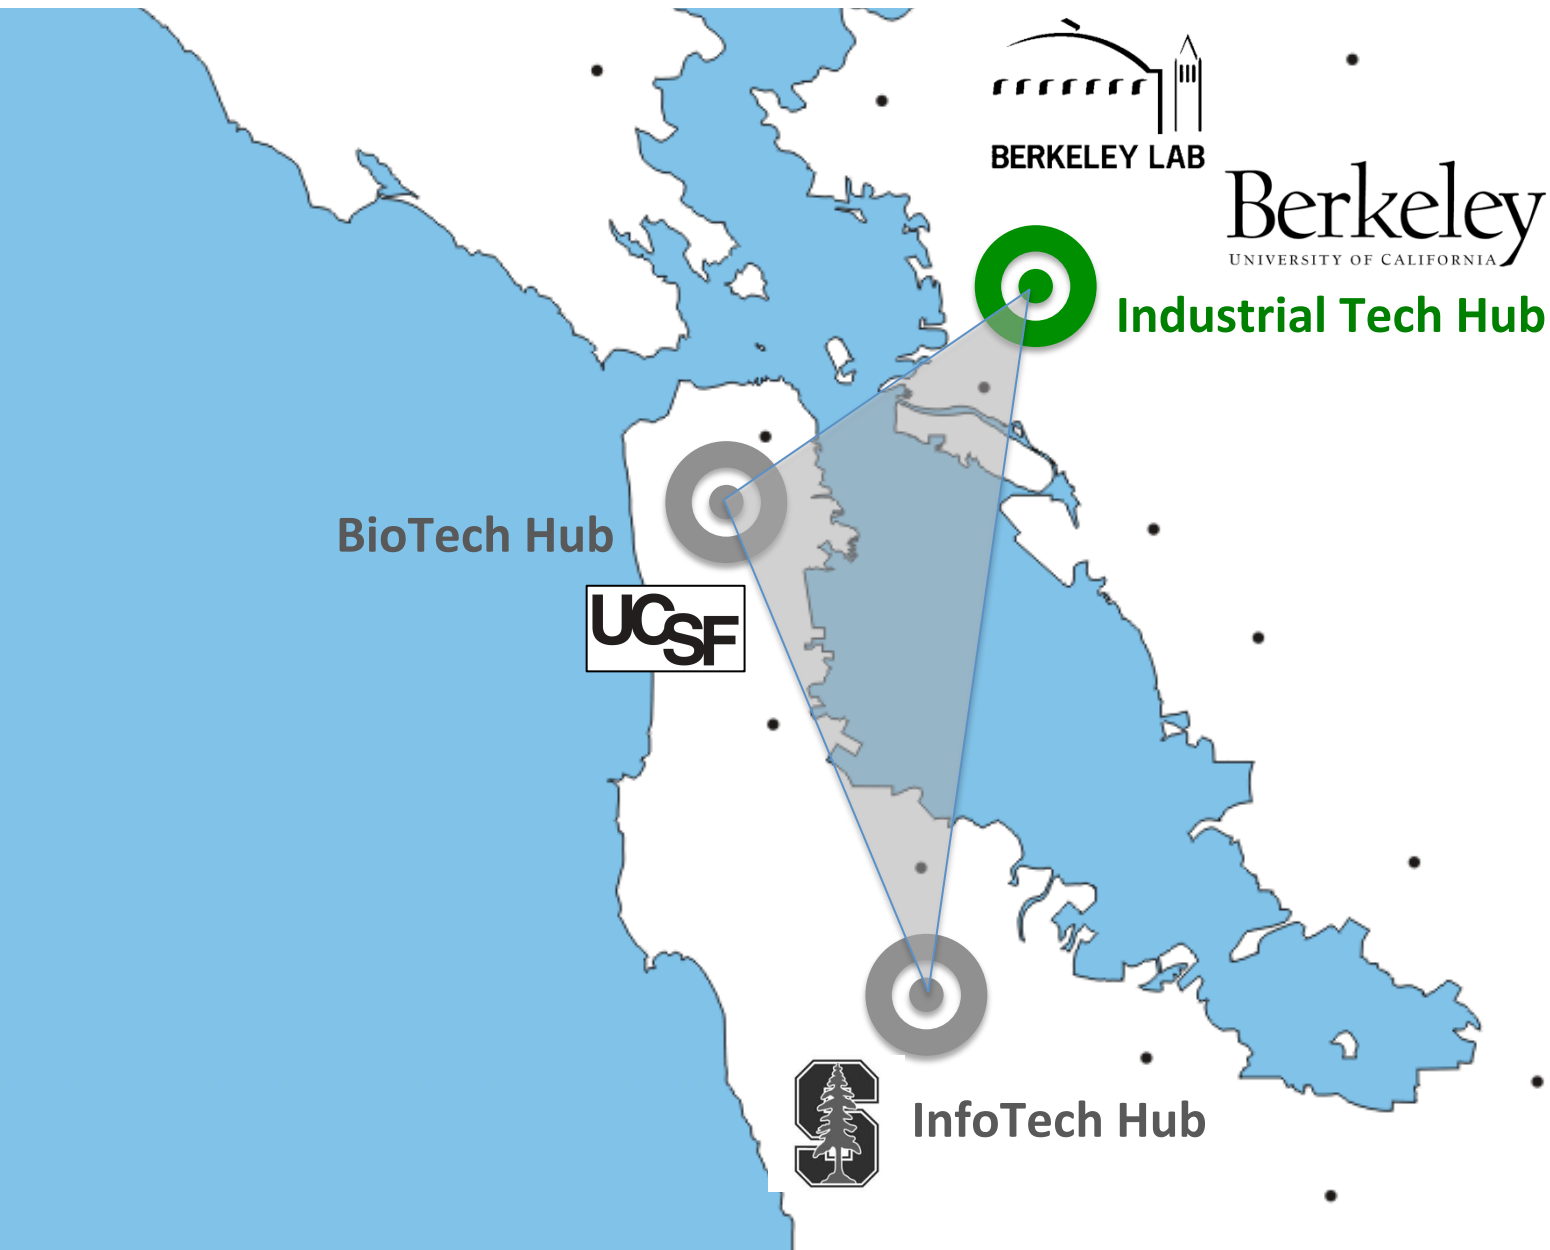 BERKELEY LAB
Berkeley
UNIVERSITY OF CALIFORNIA
Industrial Tech Hub
BioTech Hub
UCSF
S
InfoTech Hub